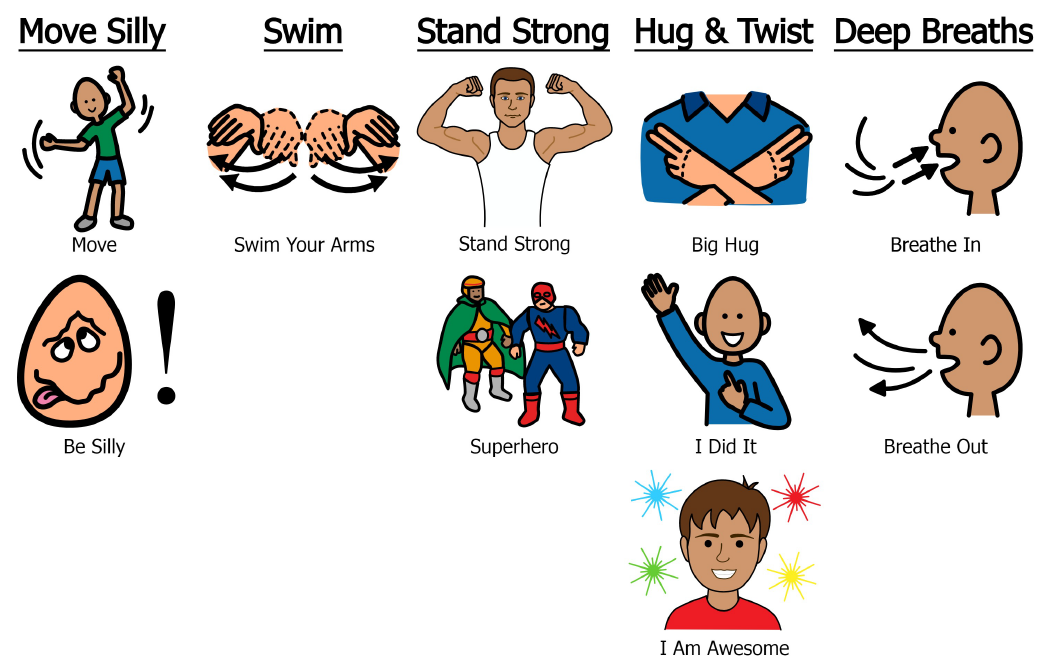 Move Silly
Swim
Stand Strong
Hug & Twist
Deep Breaths
Move
Swim Your Arms
Stand Strong
Big Hug
Breathe In
Be Silly
Superhero
I Did It
Breathe Out
I Am Awesome